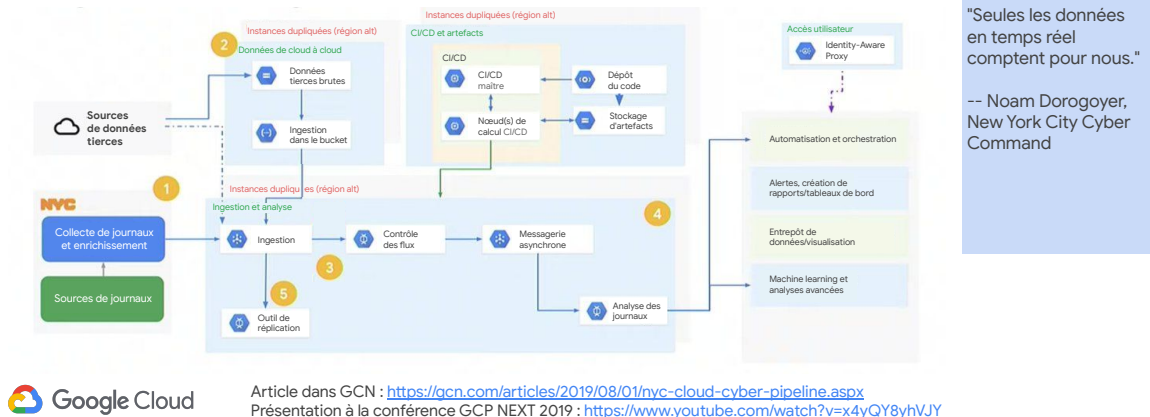 Instances dupliquées (région alt)
Instances dupliquées (région alt)
CI/CD et artefacts
Accès utilisateur
Identity-Aware
Proxy
"Seules les données
en temps réel
comptent pour nous."
-- Noam Dorogoyer,
New York City Cyber
Command
2
Données de cloud à cloud
Données
tierces brutes
CI/CD
CI/CD
maître
Dépôt
du code
Sources
de données
tierces
Ingestion
dans le bucket
Nœud(s) de
calcul CI/CD
Stockage
d'artefacts
Automatisation et orchestration
Alertes, création de
rapports/tableaux de bord
Entrepôt de
données/visualisation
Machine learning et
analyses avancées
1
NYC
Collecte de journaux
et enrichissement
Sources de journaux
Instances dupliquées (région alt)
Ingestion et analyse
4
Ingestion
Contrôle
des flux
Messagerie
asynchrone
3
5
Outil de
réplication
Analyse des
journaux
Google Cloud
Article dans GCN : https://gcn.com/articles/2019/08/01/nyc-cloud-cyber-pipeline.aspx
Présentation à la conférence GCP NEXT 2019 : https://www.youtube.com/watch?v=x4yQY8yhVJY